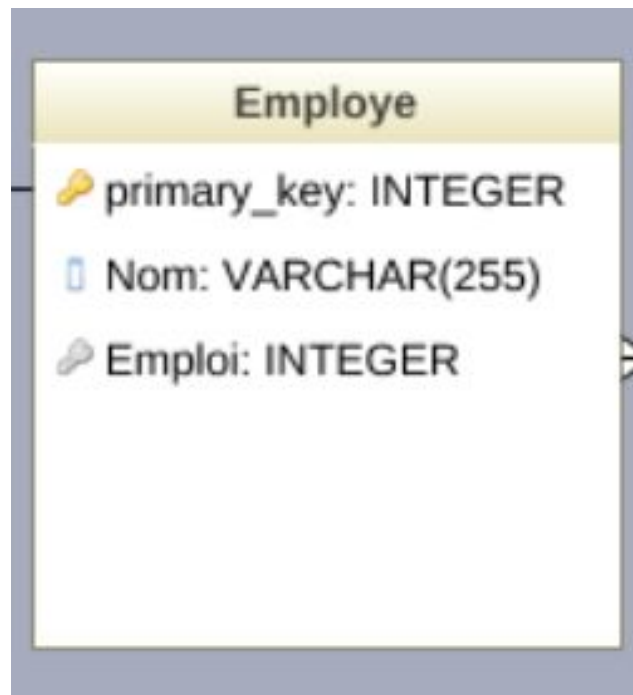 Employe
primary_key: INTEGER
Nom: VARCHAR(255)
Emploi: INTEGER